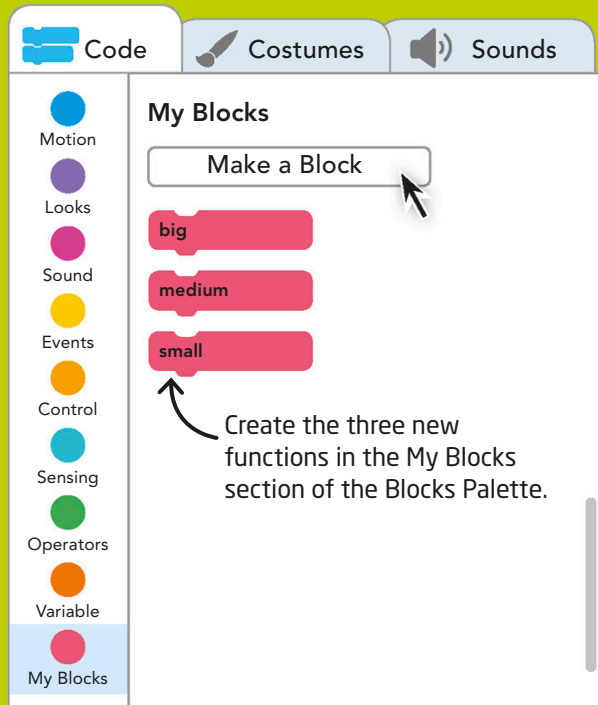 Code
Costumes
Sounds
Motion
Looks
Sound
Events
Control
Sensing
Operators
Variable
My Blocks
My Blocks
Make a Block
big
medium
small
Create the three new
functions in the My Blocks
section of the Blocks Palette.